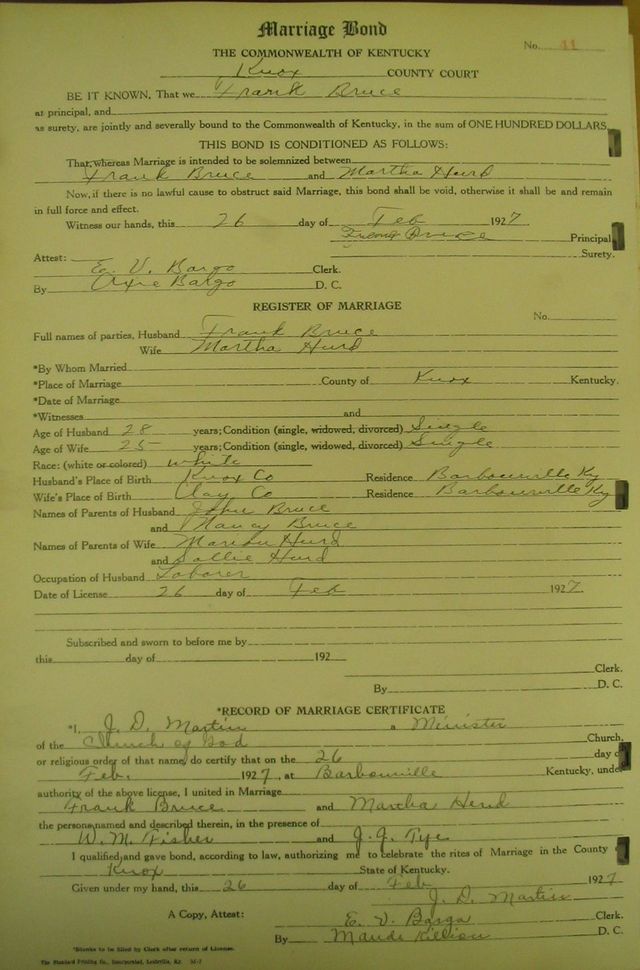 Marriage Bond
No. 41
THE COMMONWEALTH OF KENTUCKY
Knox COUNTY COURT
BE IT KNOWN, That we Frank Bruce
as principal, and
as surety, are jointly and severally bound to the Commonwealth of Kentucky, in the sum of ONE HUNDRED DOLLARS.
THIS BOND IS CONDITIONED AS FOLLOWS:
That, whereas Marriage is intended to be solemnized between
Frank Bruce and Martha Hurd
Now, if there is no lawful cause to obstruct said Marriage, this bond shall be void, otherwise it shall be and remain
in full force and effect.
Witness our hands, this 26 day of Feb 1927
Bruce Principal
Surety.
Attest:
E. V. Bargo Clerk.
By Bargo D. C.
REGISTER OF MARRIAGE
No.
Full names of parties, Husband Frank Bruce
Wife Martha Hurd
*By Whom Married
*Place of Marriage County of Knox Kentucky.
*Date of Marriage
*Witnesses and
Age of Husband 28 years; Condition (single, widowed, divorced) Single
Age of Wife 25 years; Condition (single, widowed, divorced) Single
Race: (white or colored) white
Husband's Place of Birth Knox Co Residence Barbourville Ky
Wife's Place of Birth Clay Co Residence Barbourville Ky
Names of Parents of Husband John Bruce
and Nancy Bruce
Names of Parents of Wife Hurd
and Sallie Hurd
Occupation of Husband Laborer
Date of License 26 day of Feb 1927
Subscribed and sworn to before me by
this day of 192
Clerk.
By D. C.
*RECORD OF MARRIAGE CERTIFICATE
*I, J. D. Martin a Minister
of the Church of God Church,
or religious order of that name, do certify that on the 26 day of
Feb. 1927, at Barbourville Kentucky, under
authority of the above license, I united in Marriage
Frank Bruce and Martha Herd
the persons named and described therein, in the presence of
W. M. Fisher and J. J. Tye
I qualified and gave bond, according to law, authorizing me to celebrate the rites of Marriage in the County
Knox State of Kentucky.
Given under my hand, this 26 day of Feb 1927
J. D. Martin
A Copy, Attest: E. V. Bargo Clerk.
By Maude Killion D. C.
*Blanks to be filled by Clerk after return of License.
The Standard Printing Co., Incorporated, Louisville, Ky.